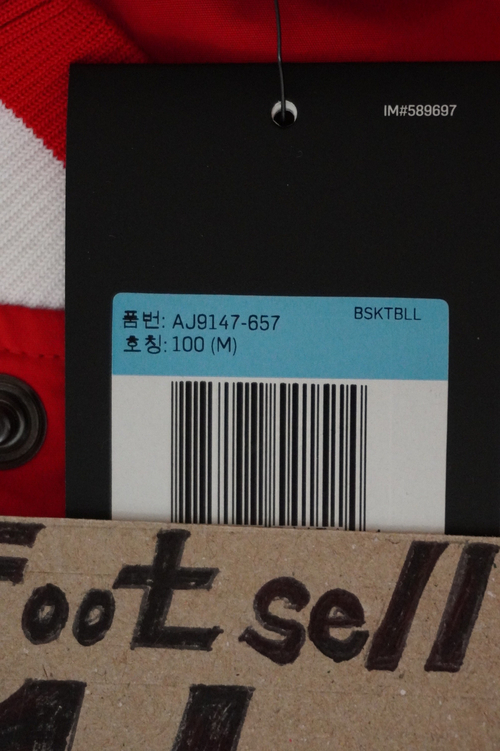 IM#589697
품번: AJ9147-657
BSKTBLL
호칭: 100 (M)
Foot sell